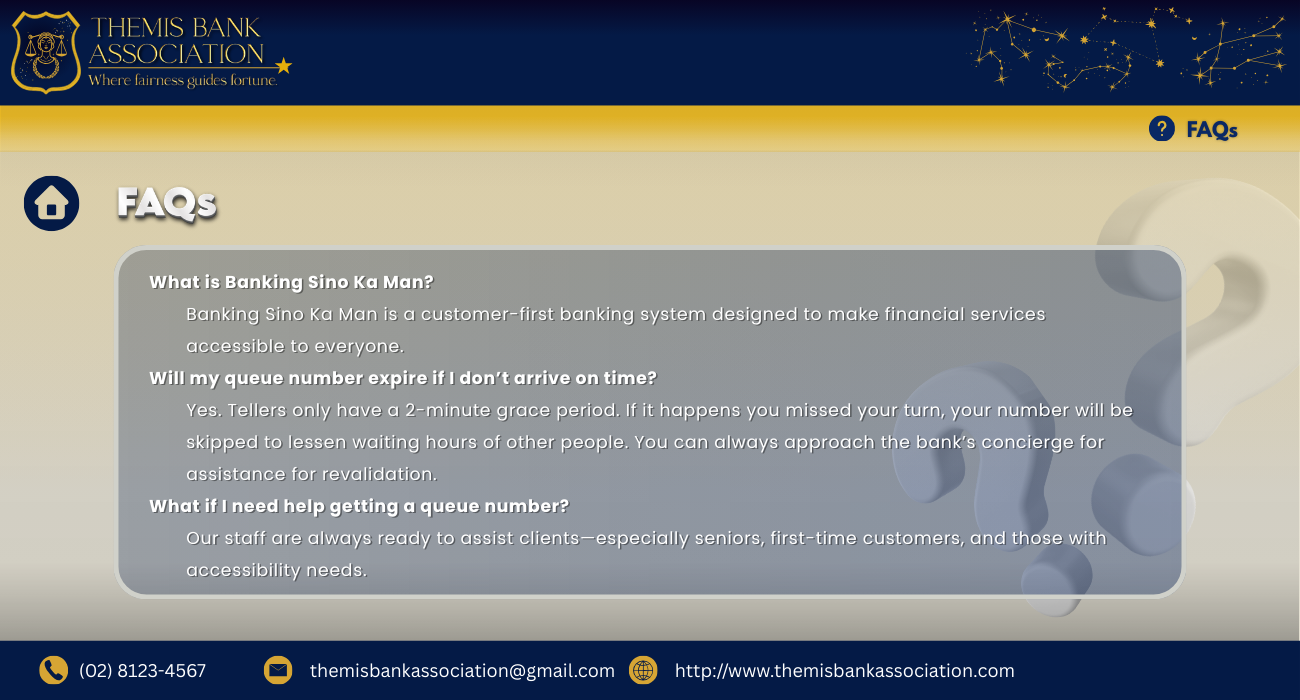 THEMIS BANK
ASSOCIATION
Where fairness guides fortune.
? FAQs
FAQs
What is Banking Sino Ka Man?
Banking Sino Ka Man is a customer-first banking system designed to make financial services
accessible to everyone.
Will my queue number expire if I don’t arrive on time?
Yes. Tellers only have a 2-minute grace period. If it happens you missed your turn, your number will be
skipped to lessen waiting hours of other people. You can always approach the bank’s concierge for
assistance for revalidation.
What if I need help getting a queue number?
Our staff are always ready to assist clients—especially seniors, first-time customers, and those with
accessibility needs.
(02) 8123-4567 themisbankassociation@gmail.com http://www.themisbankassociation.com